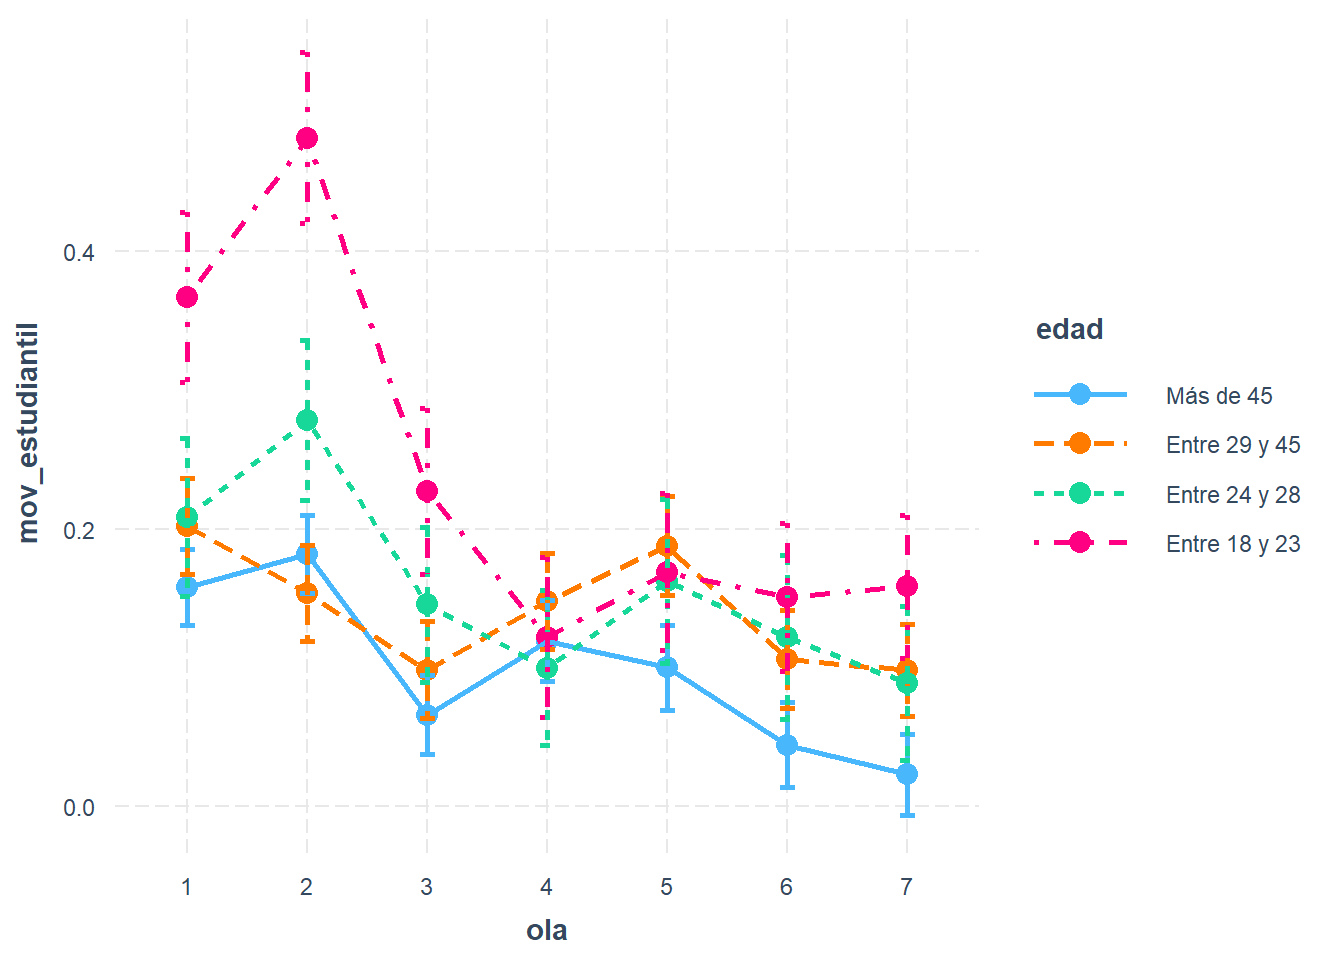 mov_estudiantil
0.4
0.2
0.0
1 2 3 4 5 6 7
ola
edad
Más de 45
Entre 29 y 45
Entre 24 y 28
Entre 18 y 23